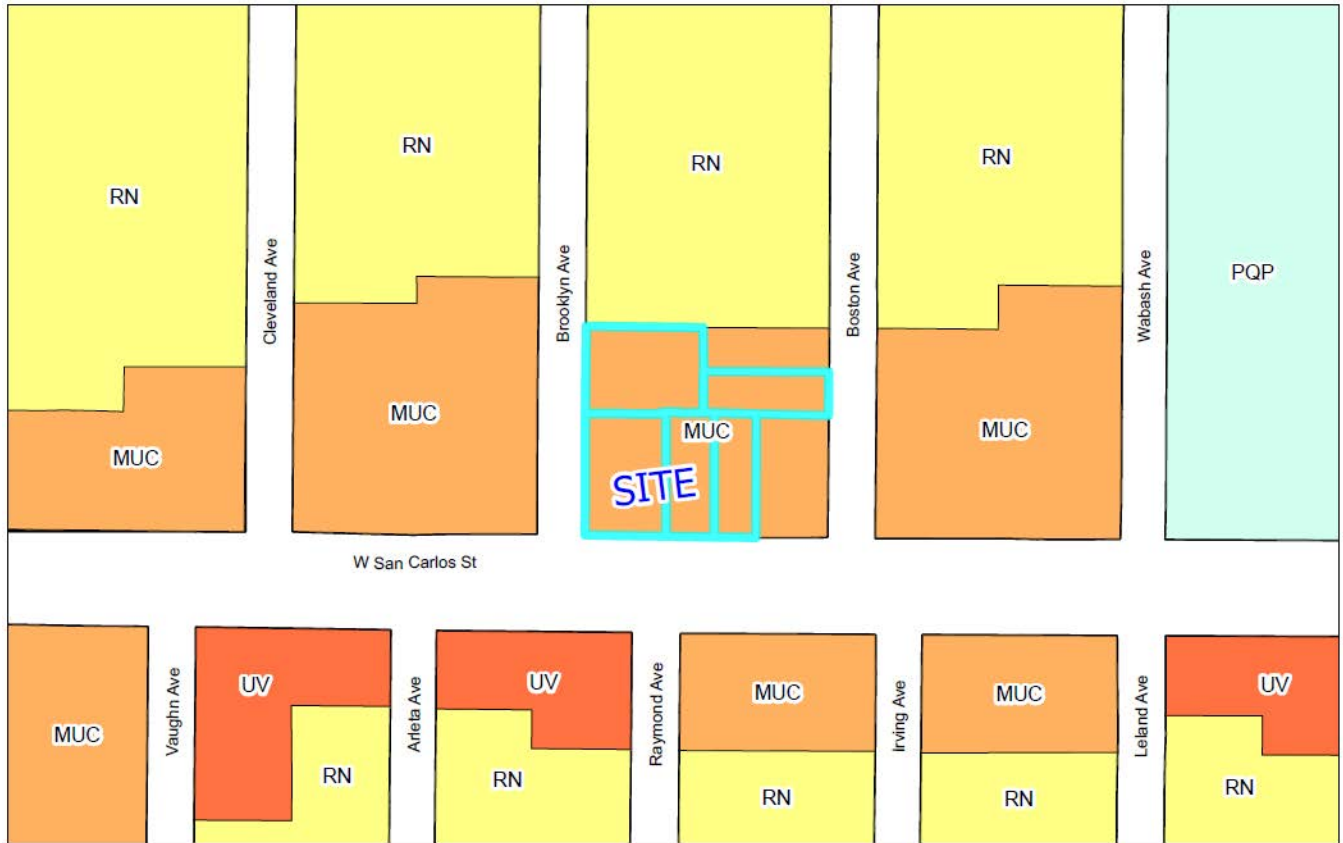 RN
RN
RN
RN
PQP
Cleveland Ave
Brooklyn Ave
Boston Ave
Wabash Ave
MUC
MUC
MUC
MUC
SITE
W San Carlos St
MUC
UV
UV
MUC
MUC
UV
Vaughn Ave
Arleta Ave
Raymond Ave
Irving Ave
Leland Ave
RN
RN
RN
RN
RN